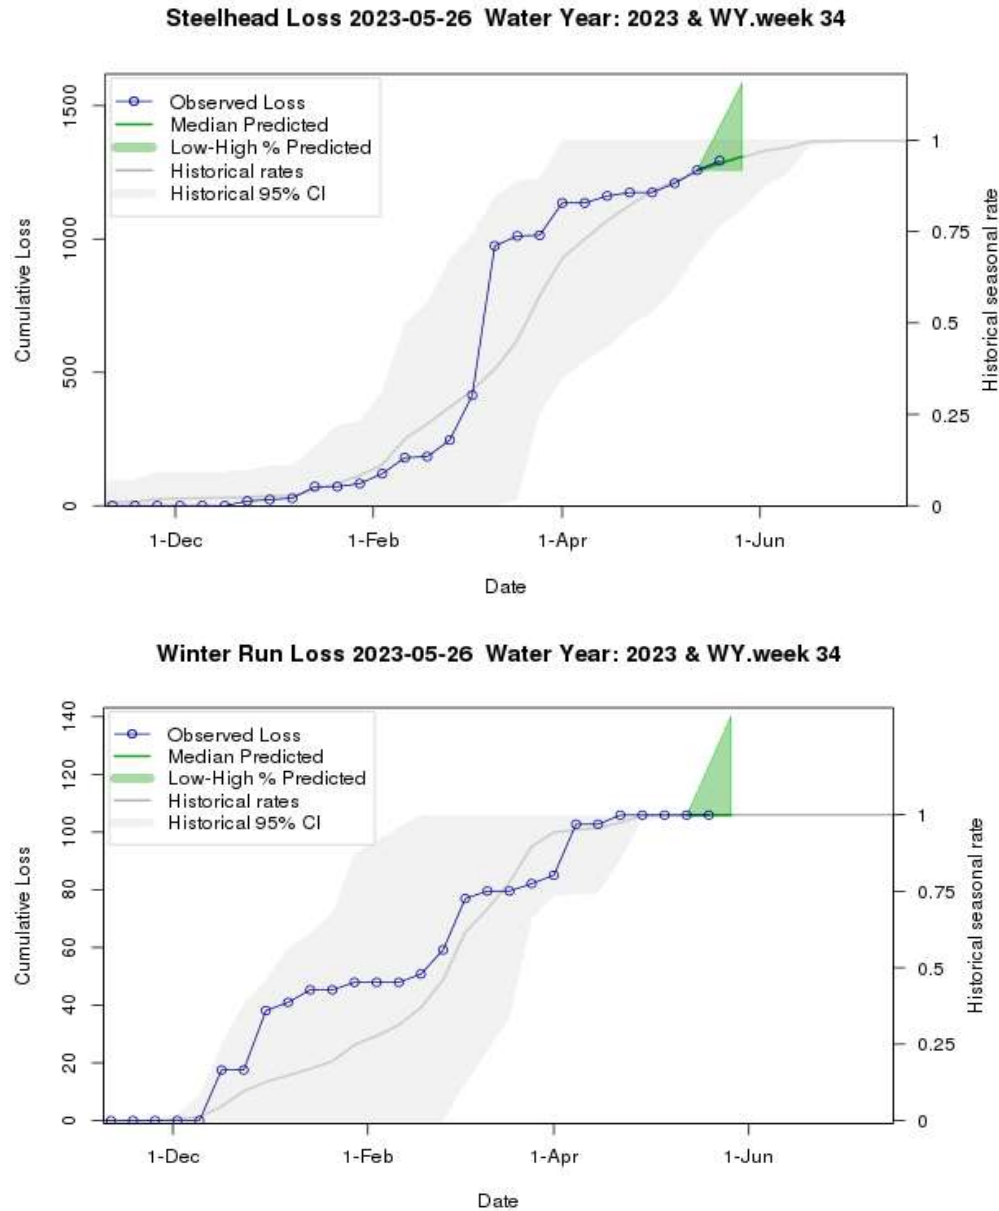 Steelhead Loss 2023-05-26 Water Year: 2023 & WY.week 34
Observed Loss
Median Predicted
Low-High % Predicted
Historical rates
Historical 95% CI
Cumulative Loss
1500
1000
500
0
1
0.75
0.5
0.25
0
Historical seasonal rate
1-Dec
1-Feb
1-Apr
1-Jun
Date
Winter Run Loss 2023-05-26 Water Year: 2023 & WY.week 34
Observed Loss
Median Predicted
Low-High % Predicted
Historical rates
Historical 95% CI
Cumulative Loss
140
120
100
80
60
40
20
0
1
0.75
0.5
0.25
0
Historical seasonal rate
1-Dec
1-Feb
1-Apr
1-Jun
Date